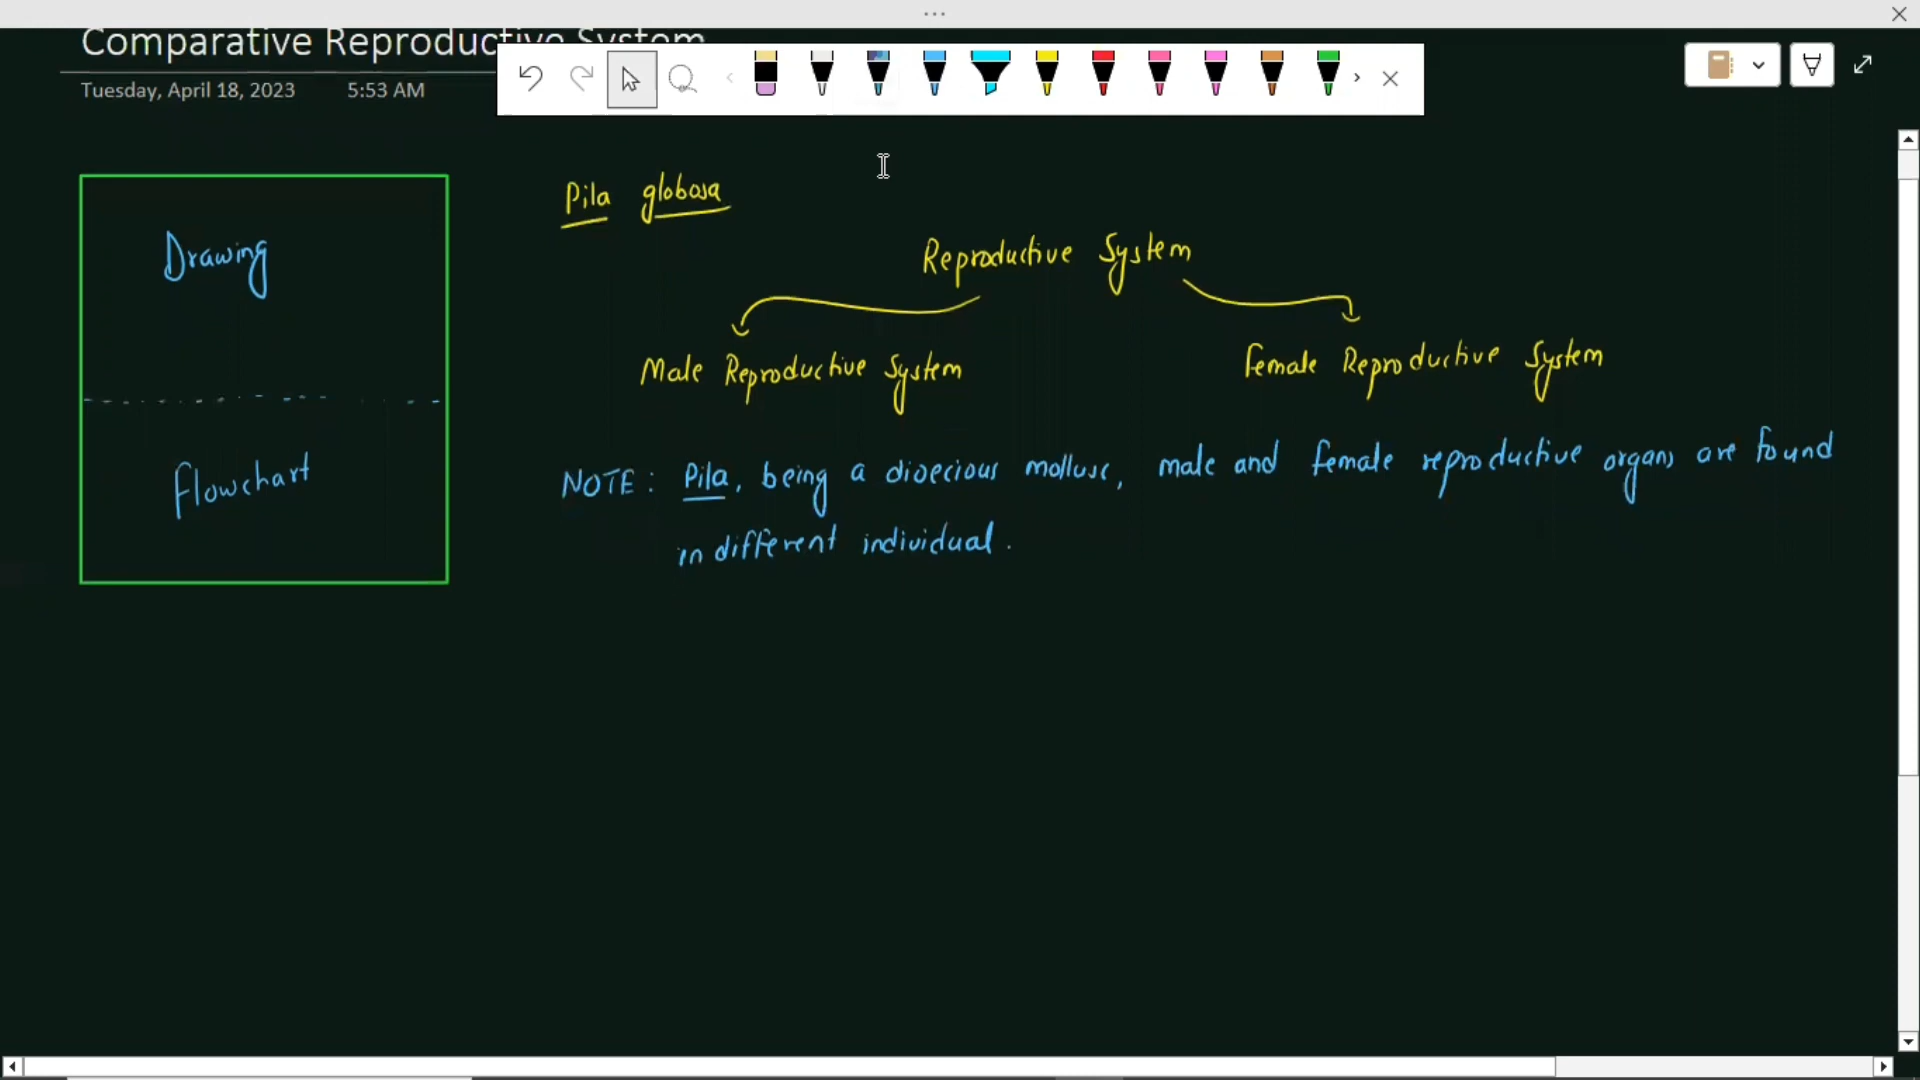 Comparative Reproductive System
Tuesday, April 18, 2023 5:53 AM
Drawing
Flowchart
Pila globosa
Reproductive System
Male Reproductive System
Female Reproductive System
NOTE: Pila, being a dioecious mollusc, male and female reproductive organs are found
in different individual.